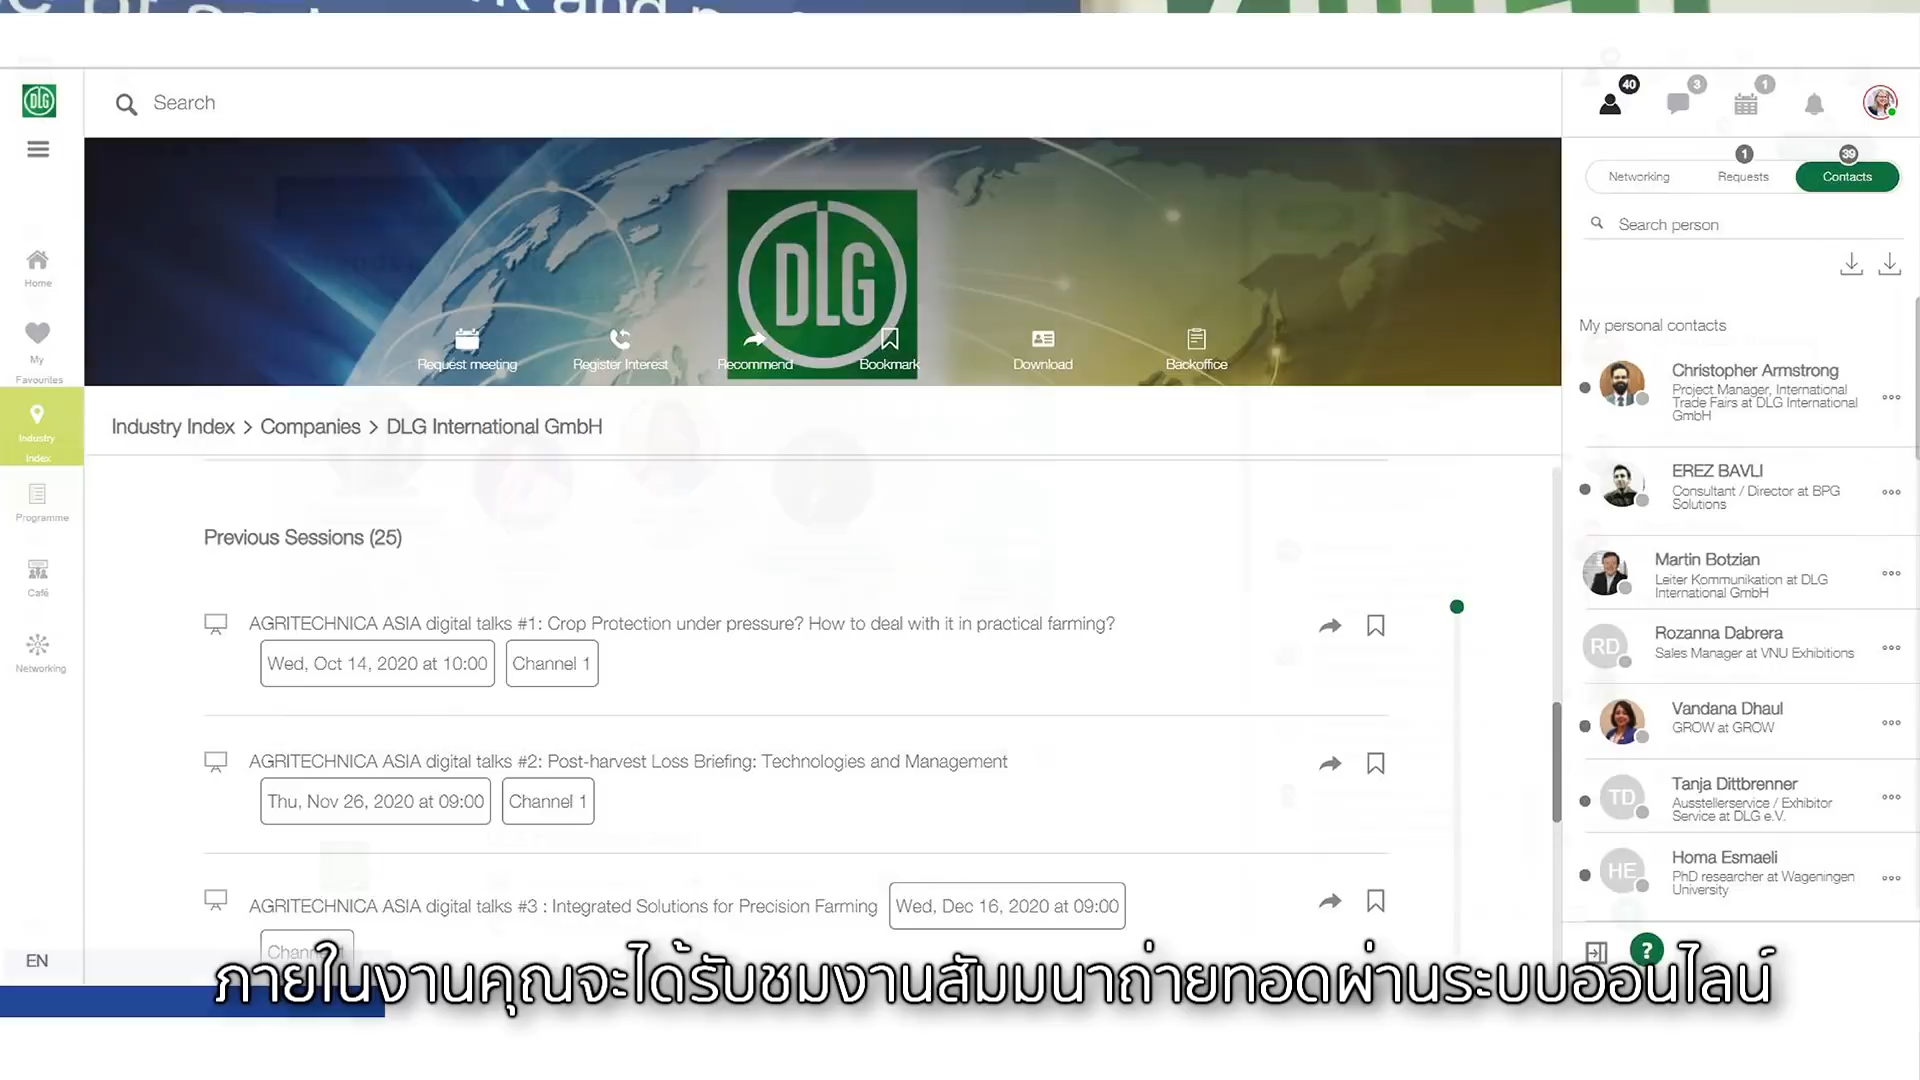 DLG
Search
40
3
1
Home
My
Favourites
Industry
Index
Programme
Café
Networking
EN
DLG
Request meeting
Register Interest
Recommend
Bookmark
Download
Backoffice
Industry Index > Companies > DLG International GmbH
Previous Sessions (25)
AGRITECHNICA ASIA digital talks #1: Crop Protection under pressure? How to deal with it in practical farming?
Wed, Oct 14, 2020 at 10:00 Channel 1
AGRITECHNICA ASIA digital talks #2: Post-harvest Loss Briefing: Technologies and Management
Thu, Nov 26, 2020 at 09:00 Channel 1
AGRITECHNICA ASIA digital talks #3 : Integrated Solutions for Precision Farming Wed, Dec 16, 2020 at 09:00
1
39
Networking
Requests
Contacts
Search person
My personal contacts
Christopher Armstrong
Project Manager, International
Trade Fairs at DLG International
GmbH
EREZ BAVLI
Consultant / Director at BPG
Solutions
Martin Botzian
Leiter Kommunikation at DLG
International GmbH
RD
Rozanna Dabrera
Sales Manager at VNU Exhibitions
Vandana Dhaul
GROW at GROW
TD
Tanja Dittbrenner
Ausstellerservice / Exhibitor
Service at DLG e.V.
HE
Homa Esmaeli
PhD researcher at Wageningen
University
?
ภายในงานคุณจะได้รับชมงานสัมมนาถ่ายทอดผ่านระบบออนไลน์